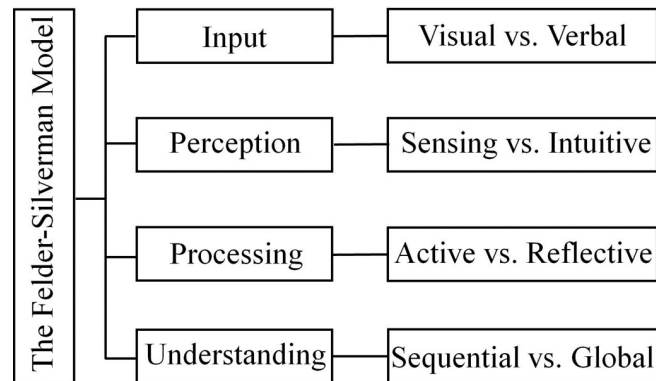 The Felder-Silverman Model
Input
Visual vs. Verbal
Perception
Sensing vs. Intuitive
Processing
Active vs. Reflective
Understanding
Sequential vs. Global